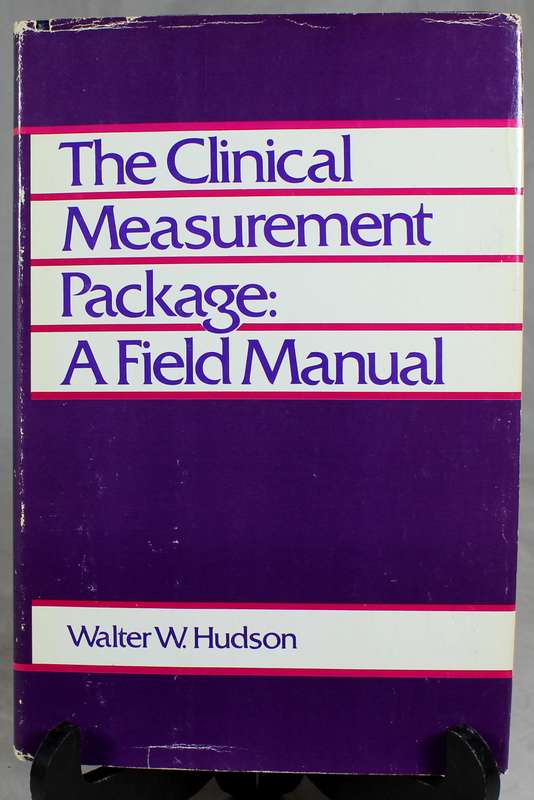 The Clinical
Measurement
Package:
A Field Manual
Walter W. Hudson